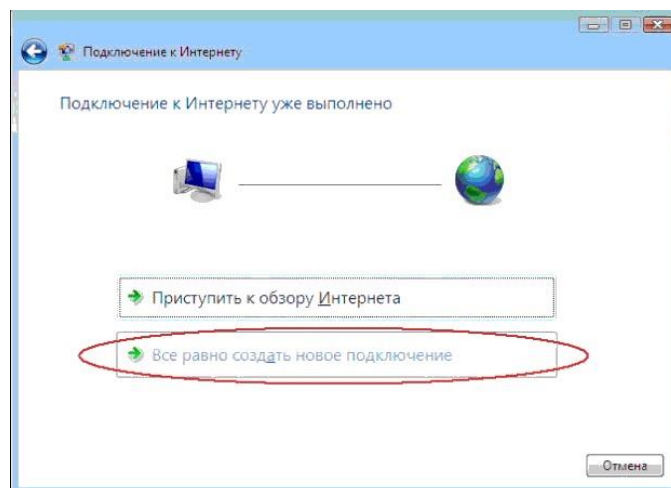 Подключение к Интернету
Подключение к Интернету уже выполнено
Приступить к обзору Интернета
Все равно создать новое подключение
Отмена